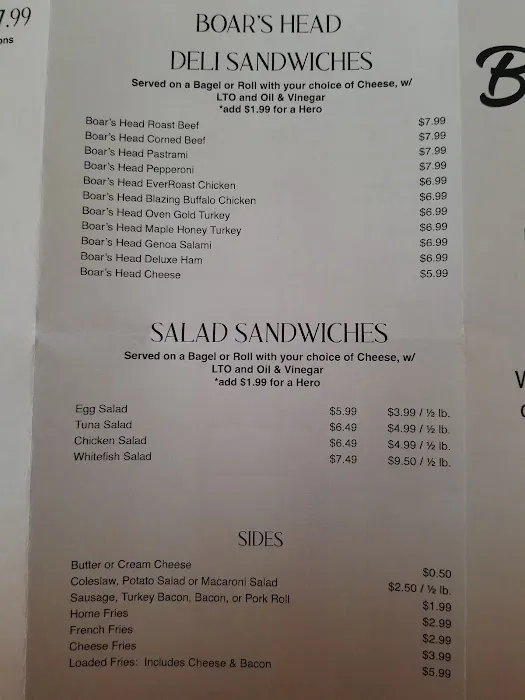 7.99
ons
BOAR'S HEAD
DELI SANDWICHES
Served on a Bagel or Roll with your choice of Cheese, w/
LTO and Oil & Vinegar
*add $1.99 for a Hero
Boar's Head Roast Beef $7.99
Boar's Head Corned Beef $7.99
Boar's Head Pastrami $7.99
Boar's Head Pepperoni $7.99
Boar's Head EverRoast Chicken $6.99
Boar's Head Blazing Buffalo Chicken $6.99
Boar's Head Oven Gold Turkey $6.99
Boar's Head Maple Honey Turkey $6.99
Boar's Head Genoa Salami $6.99
Boar's Head Deluxe Ham $6.99
Boar's Head Cheese $5.99
SALAD SANDWICHES
Served on a Bagel or Roll with your choice of Cheese, w/
LTO and Oil & Vinegar
*add $1.99 for a Hero
Egg Salad $5.99 $3.99 / ½ lb.
Tuna Salad $6.49 $4.99 / ½ lb.
Chicken Salad $6.49 $4.99 / ½ lb.
Whitefish Salad $7.49 $9.50 / ½ lb.
SIDES
Butter or Cream Cheese $0.50
Coleslaw, Potato Salad or Macaroni Salad $2.50 / ½ lb.
Sausage, Turkey Bacon, Bacon, or Pork Roll $1.99
Home Fries $2.99
French Fries $2.99
Cheese Fries $3.99
Loaded Fries: Includes Cheese & Bacon $5.99
B